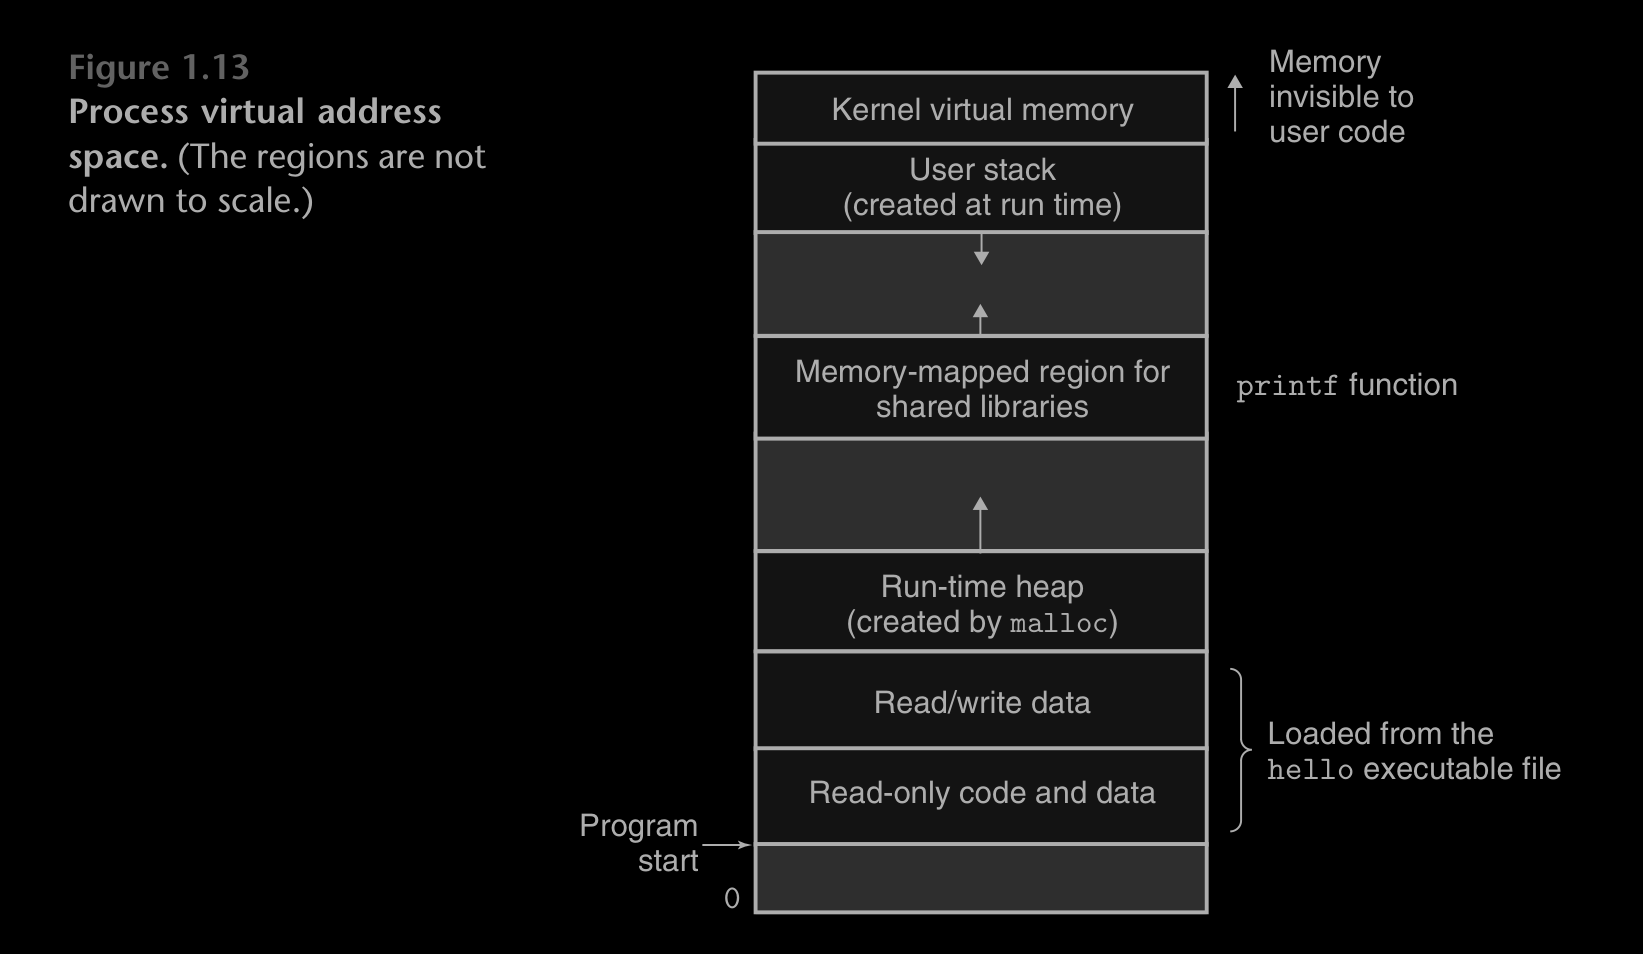 Figure 1.13
Process virtual address
space. (The regions are not
drawn to scale.)
Kernel virtual memory
Memory
invisible to
user code
User stack
(created at run time)
Memory-mapped region for
shared libraries
printf function
Run-time heap
(created by malloc)
Read/write data
Loaded from the
hello executable file
Read-only code and data
Program
start
0